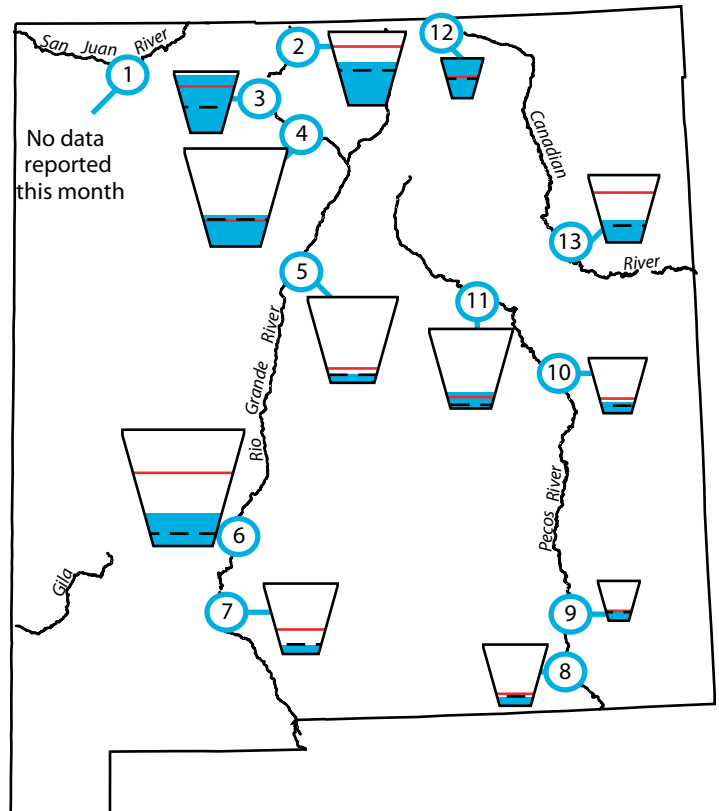 San Juan River
1
2
3
4
12
No data
reported
this month
Canadian
13
River
5
11
Rio Grande River
10
6
Pecos River
Gila
7
9
8